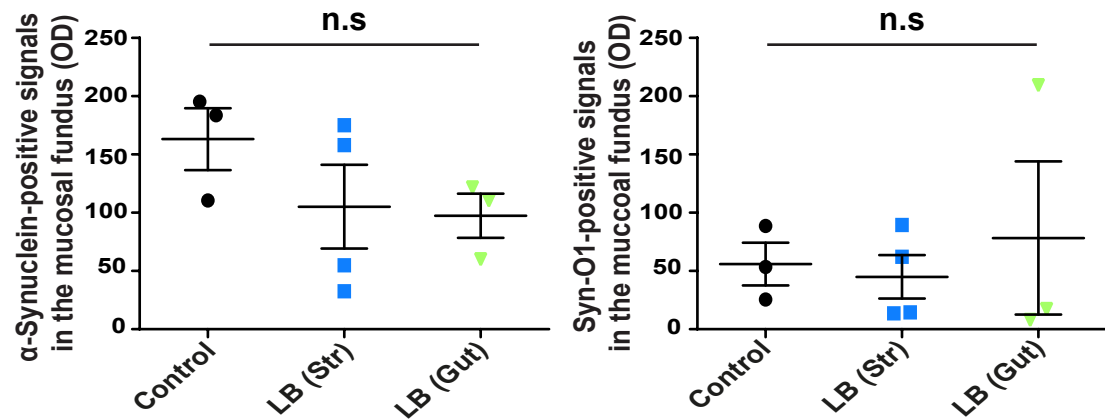 n.s
α-Synuclein-positive signals
in the mucosal fundus (OD)
250
200
150
100
50
0
Control
LB (Str)
LB (Gut)
n.s
Syn-O1-positive signals
in the muccoal fundus (OD)
250
200
150
100
50
0
Control
LB (Str)
LB (Gut)